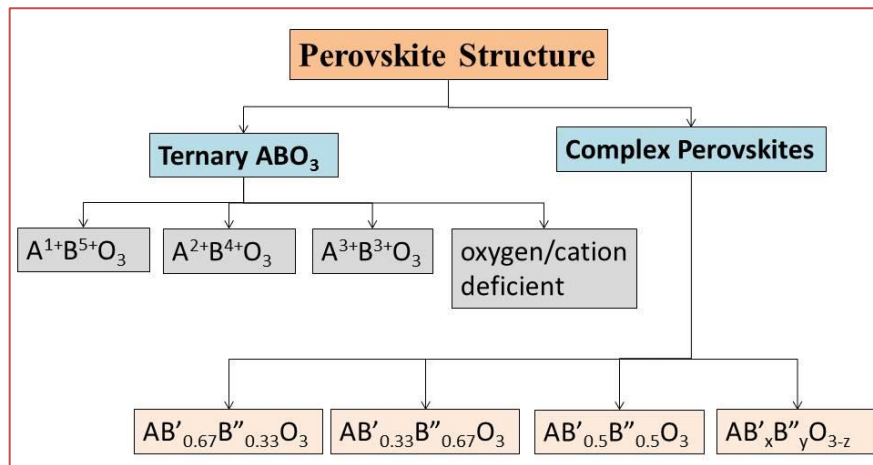 Perovskite Structure
Ternary ABO₃
Complex Perovskites
A¹⁺B⁵⁺O₃
A²⁺B⁴⁺O₃
A³⁺B³⁺O₃
oxygen/cation
deficient
AB’₀.₆₇B”₀.₃₃O₃
AB’₀.₃₃B”₀.₆₇O₃
AB’₀.₅B”₀.₅O₃
AB’ₓB”ᵧO₃₋z